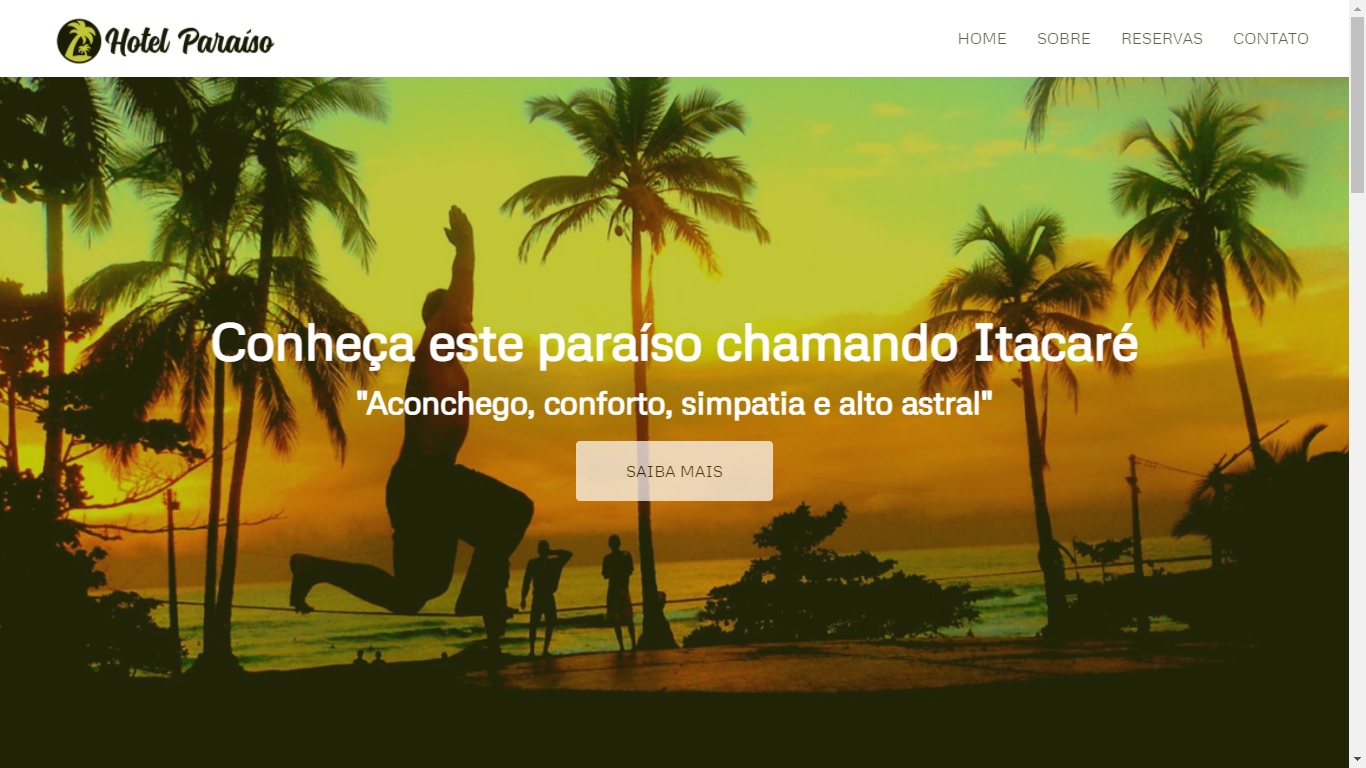 Hotel Paraíso
HOME SOBRE RESERVAS CONTATO
Conheça este paraíso chamando Itacaré
"Aconchego, conforto, simpatia e alto astral"
SAIBA MAIS